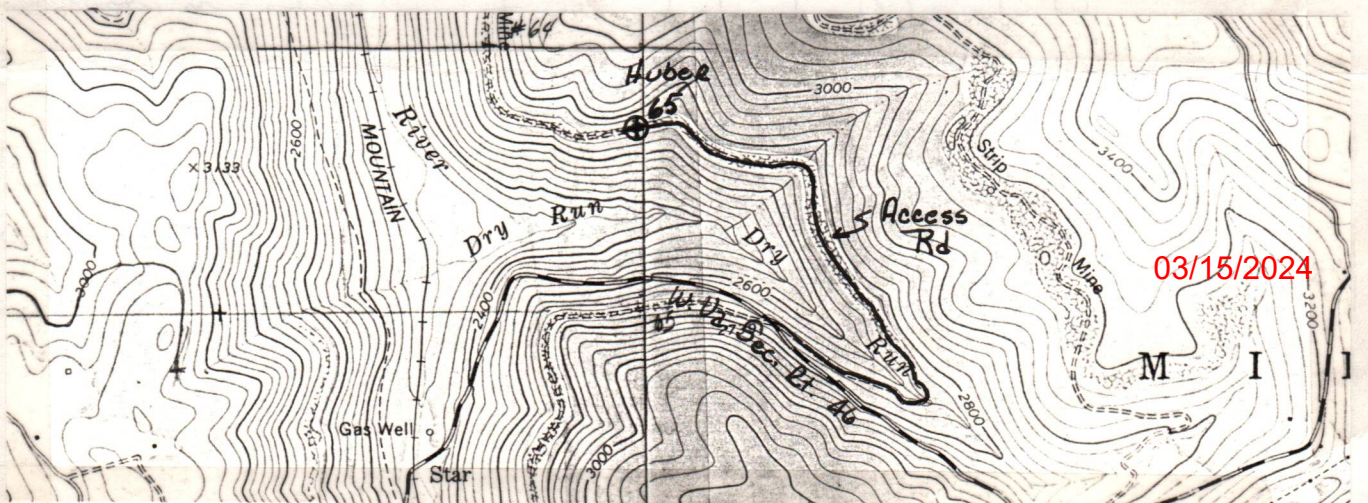 Mine #64
Huber
65
3000
2600
River
MOUNTAIN
×3133
Strip
3400
Dry Run
Access
Rd
Dry
Run
Mine
03/15/2024
3000
2400
2600
W. Va. Sec. Rt. 46
3200
M I
2800
Gas Well
Star
3000